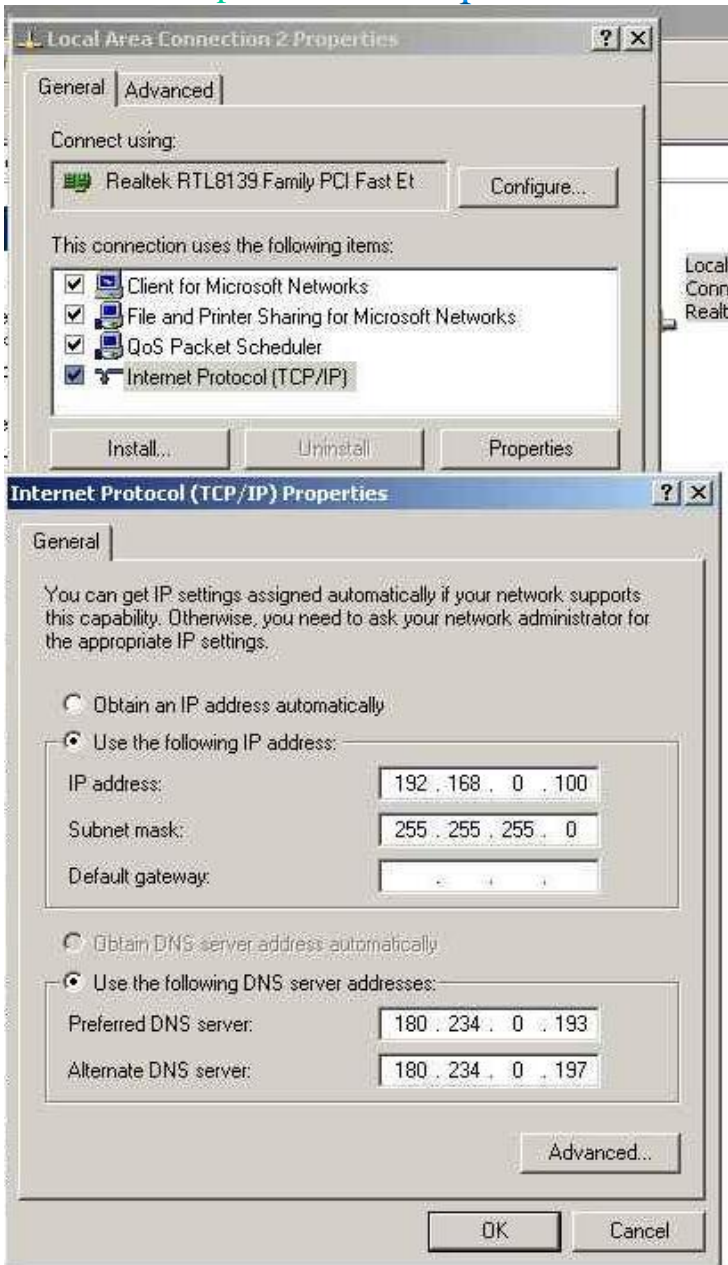 Local Area Connection 2 Properties
General
Advanced
Connect using:
Realtek RTL8139 Family PCI Fast Et
Configure...
This connection uses the following items:
Client for Microsoft Networks
File and Printer Sharing for Microsoft Networks
QoS Packet Scheduler
Internet Protocol (TCP/IP)
Install...
Uninstall
Properties
Local
Conn
Realt
Internet Protocol (TCP/IP) Properties
General
You can get IP settings assigned automatically if your network supports
this capability. Otherwise, you need to ask your network administrator for
the appropriate IP settings.
Obtain an IP address automatically
Use the following IP address:
IP address:
192 . 168 . 0 . 100
Subnet mask:
255 . 255 . 255 . 0
Default gateway:
. . .
Obtain DNS server address automatically
Use the following DNS server addresses:
Preferred DNS server:
180 . 234 . 0 . 193
Alternate DNS server:
180 . 234 . 0 . 197
Advanced...
OK
Cancel